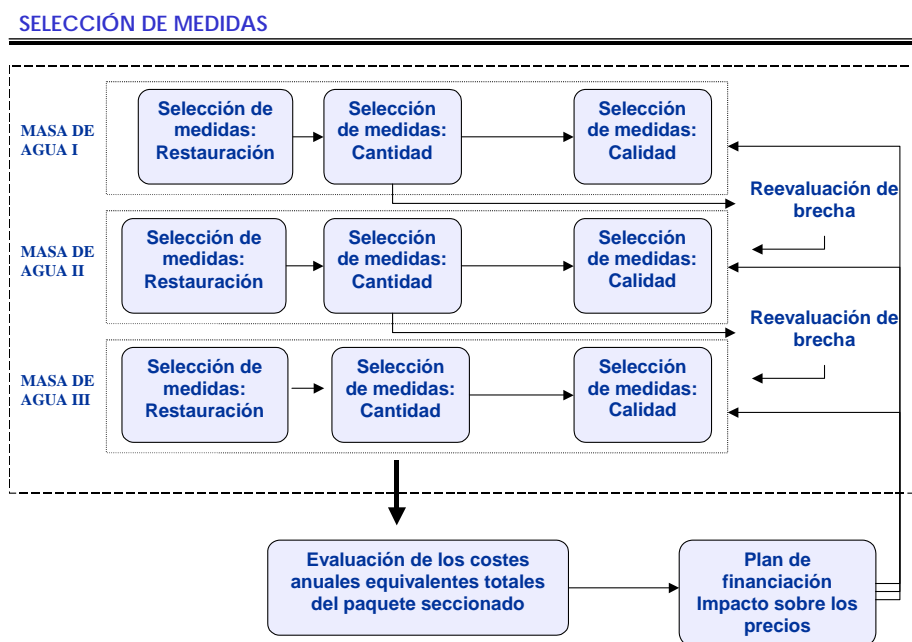 SELECCIÓN DE MEDIDAS
MASA DE
AGUA I
Selección de
medidas:
Restauración
Selección
de medidas:
Cantidad
Selección
de medidas:
Calidad
Reevaluación de
brecha
MASA DE
AGUA II
Selección de
medidas:
Restauración
Selección
de medidas:
Cantidad
Selección
de medidas:
Calidad
Reevaluación de
brecha
MASA DE
AGUA III
Selección de
medidas:
Restauración
Selección
de medidas:
Cantidad
Selección
de medidas:
Calidad
Evaluación de los costes
anuales equivalentes totales
del paquete seccionado
Plan de
financiación
Impacto sobre los
precios